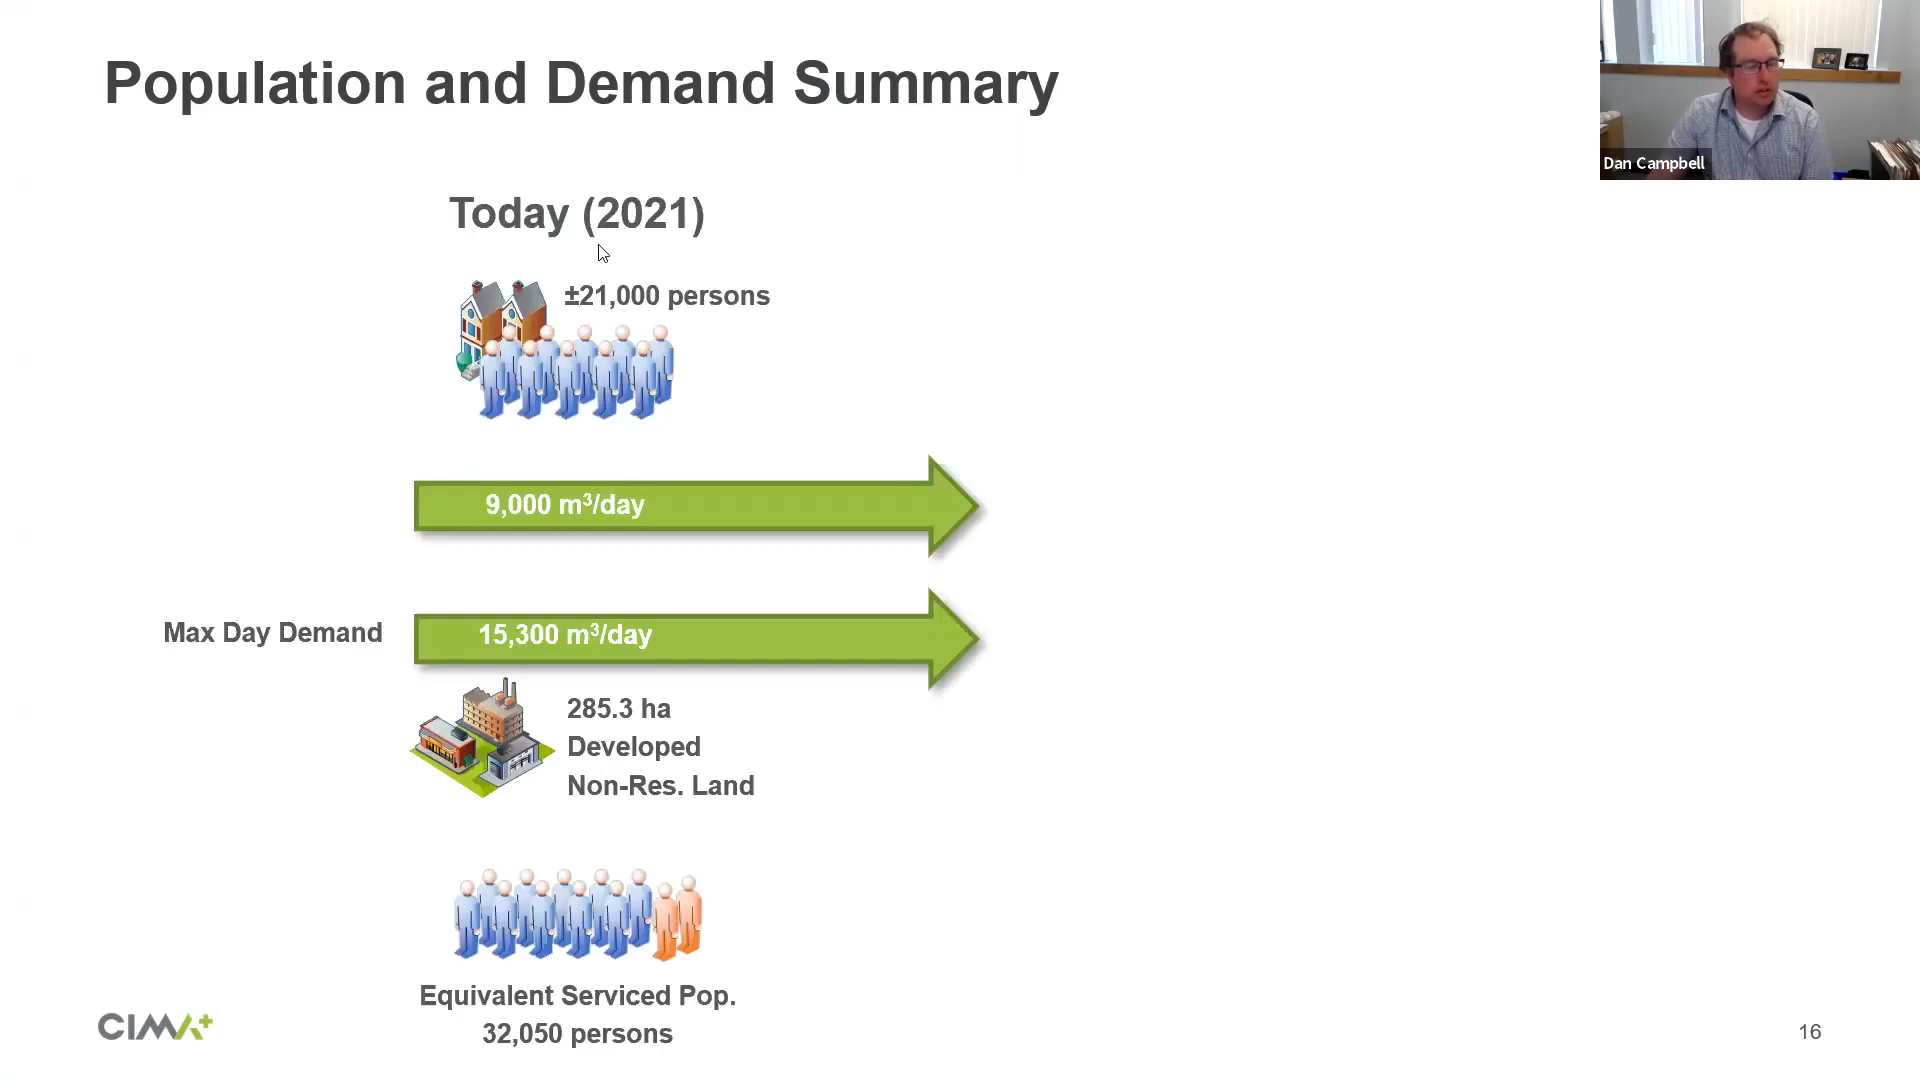 Population and Demand Summary
Dan Campbell
Today (2021)
±21,000 persons
9,000 m³/day
Max Day Demand
15,300 m³/day
285.3 ha
Developed
Non-Res. Land
Equivalent Serviced Pop.
32,050 persons
CIMA+
16